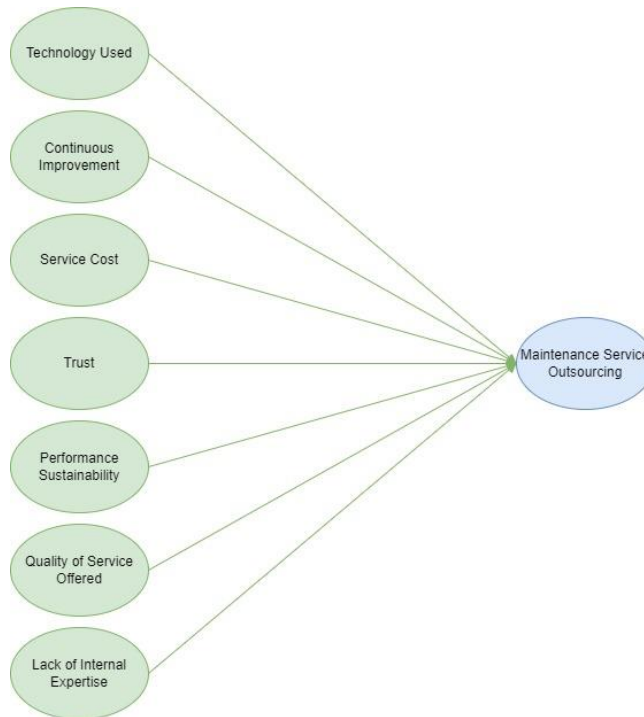 Technology Used
Continuous
Improvement
Service Cost
Trust
Maintenance Service
Outsourcing
Performance
Sustainability
Quality of Service
Offered
Lack of Internal
Expertise